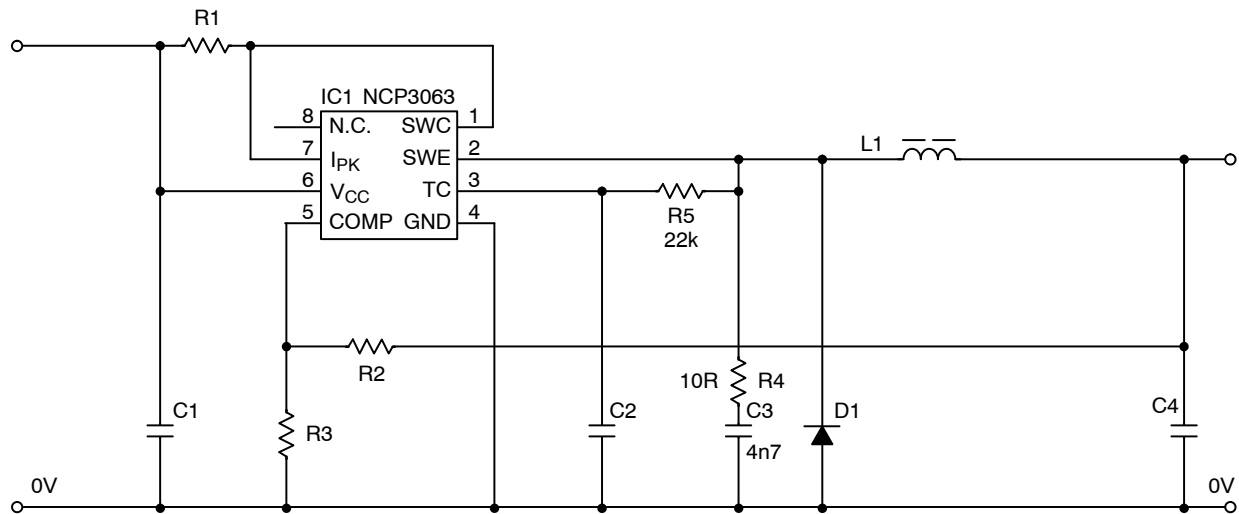 R1
IC1 NCP3063
8 N.C. SWC 1
7 IPK SWE 2
6 VCC TC 3
5 COMP GND 4
L1
R5
22k
R2
10R R4
C1
R3
C2
C3
4n7
D1
C4
0V
0V